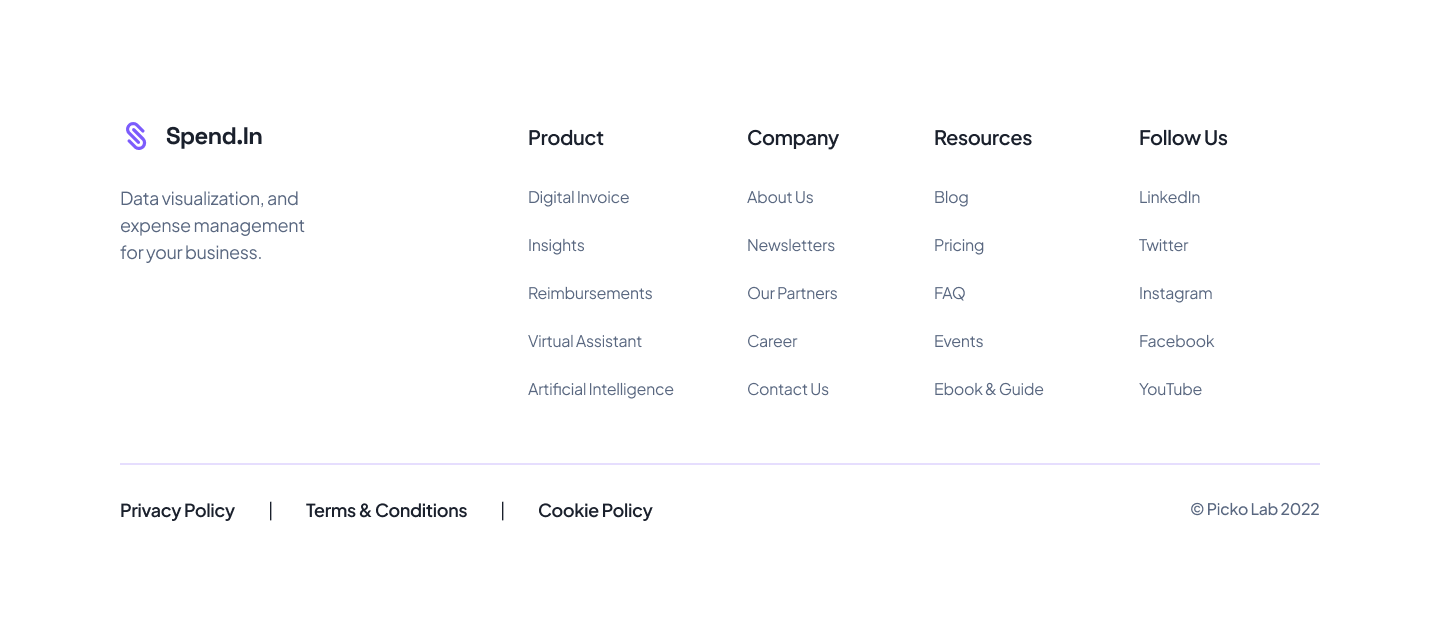 Spend.In
Data visualization, and
expense management
for your business.
Product
Digital Invoice
Insights
Reimbursements
Virtual Assistant
Artificial Intelligence
Company
About Us
Newsletters
Our Partners
Career
Contact Us
Resources
Blog
Pricing
FAQ
Events
Ebook & Guide
Follow Us
LinkedIn
Twitter
Instagram
Facebook
YouTube
Privacy Policy | Terms & Conditions | Cookie Policy
© Picko Lab 2022